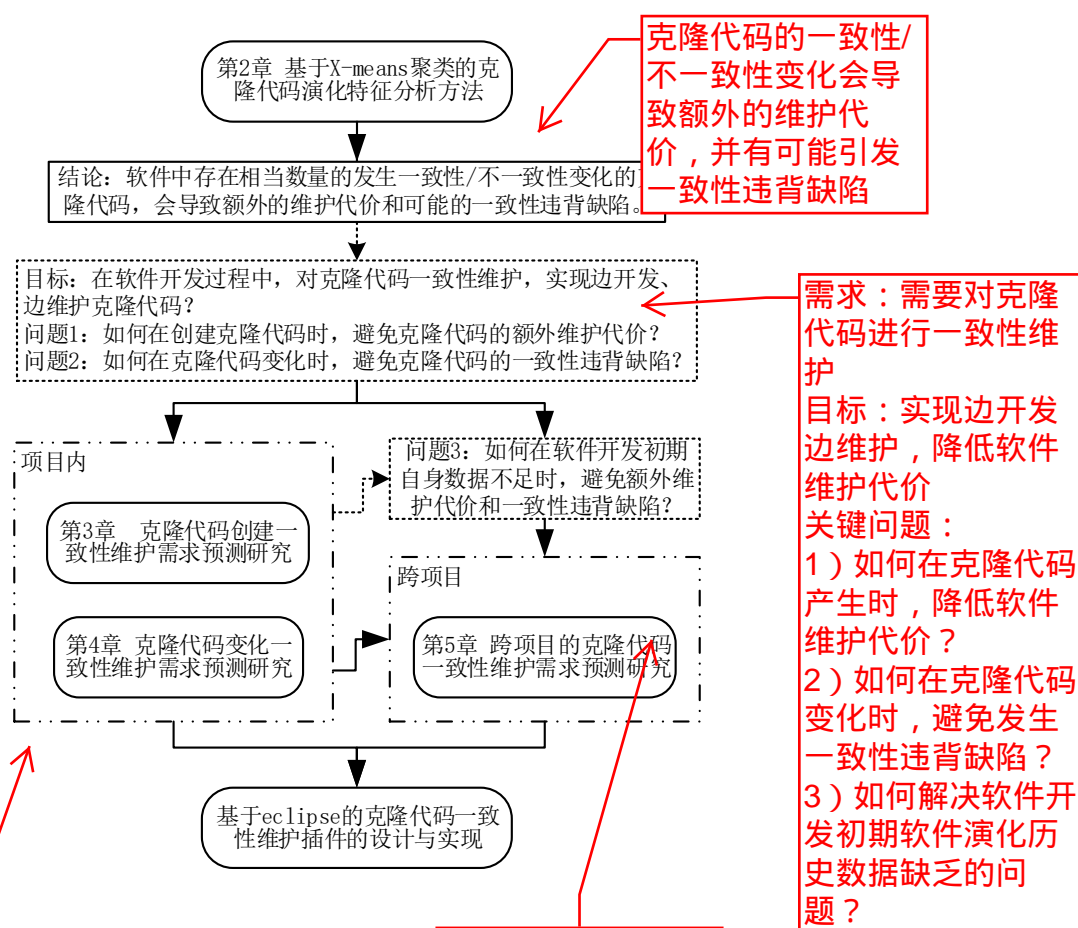 第2章 基于X-means聚类的克
隆代码演化特征分析方法
克隆代码的一致性/
不一致性变化会导
致额外的维护代
价，并有可能引发
一致性违背缺陷
结论：软件中存在相当数量的发生一致性/不一致性变化的
隆代码，会导致额外的维护代价和可能的一致性违背缺陷。
目标：在软件开发过程中，对克隆代码一致性维护，实现边开发、
边维护克隆代码？
问题1：如何在创建克隆代码时，避免克隆代码的额外维护代价？
问题2：如何在克隆代码变化时，避免克隆代码的一致性违背缺陷？
需求：需要对克隆
代码进行一致性维
护
目标：实现边开发
边维护，降低软件
维护代价
关键问题：
1）如何在克隆代码
产生时，降低软件
维护代价？
2）如何在克隆代码
变化时，避免发生
一致性违背缺陷？
3）如何解决软件开
发初期软件演化历
史数据缺乏的问
题？
项目内
第3章 克隆代码创建一
致性维护需求预测研究
第4章 克隆代码变化一
致性维护需求预测研究
问题3：如何在软件开发初期
自身数据不足时，避免额外维
护代价和一致性违背缺陷？
跨项目
第5章 跨项目的克隆代码
一致性维护需求预测研究
基于eclipse的克隆代码一致
性维护插件的设计与实现